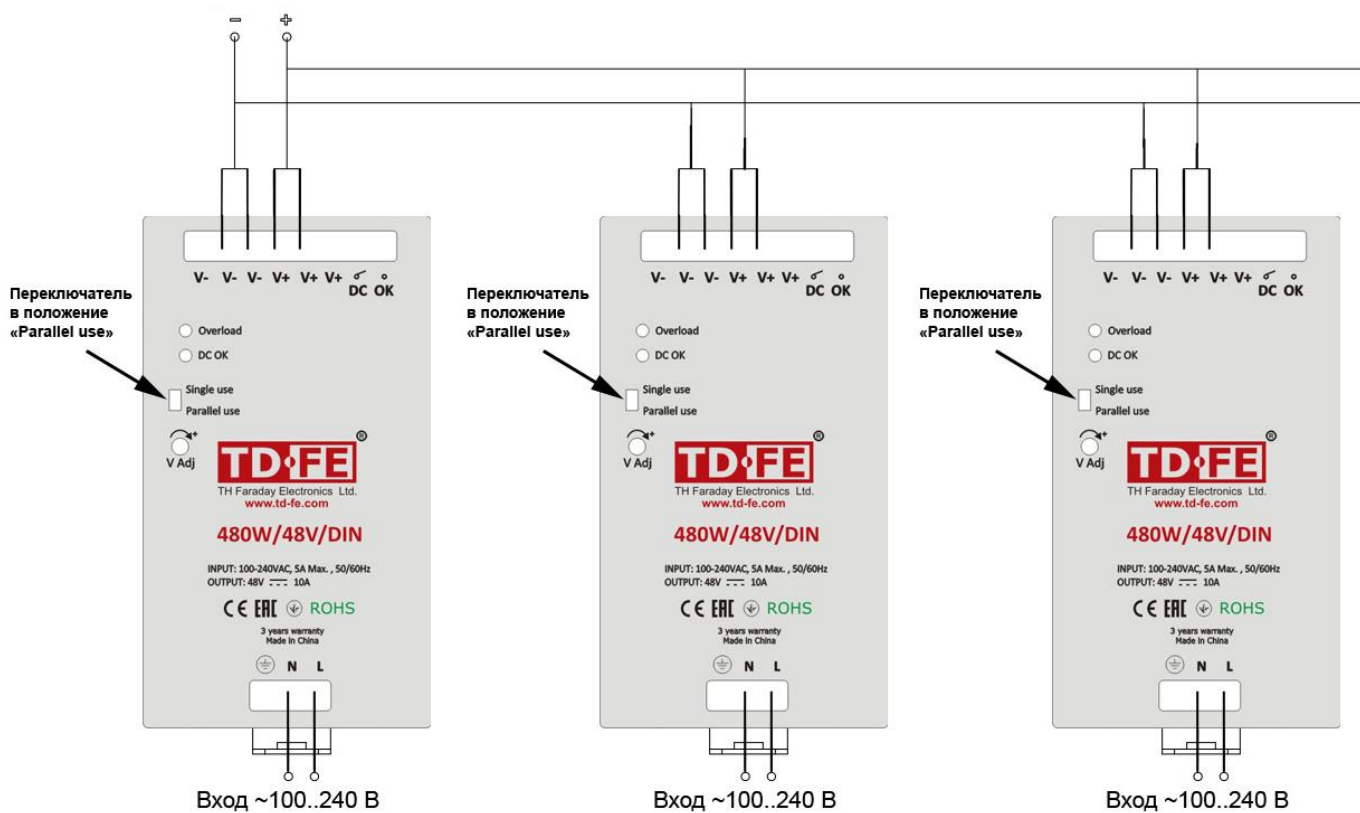 − +
V- V- V- V+ V+ V+
DC OK
Переключатель
в положение
«Parallel use»
Overload
DC OK
Single use
Parallel use
V Adj
+
TD FE ®
TH Faraday Electronics Ltd.
www.td-fe.com
480W/48V/DIN
INPUT: 100-240VAC, 5A Max. , 50/60Hz
OUTPUT: 48V 10A
CE EAC ROHS
3 years warranty
Made in China
N L
Вход ~100..240 В
V- V- V- V+ V+ V+
DC OK
Переключатель
в положение
«Parallel use»
Overload
DC OK
Single use
Parallel use
V Adj
+
TD FE ®
TH Faraday Electronics Ltd.
www.td-fe.com
480W/48V/DIN
INPUT: 100-240VAC, 5A Max. , 50/60Hz
OUTPUT: 48V 10A
CE EAC ROHS
3 years warranty
Made in China
N L
Вход ~100..240 В
V- V- V- V+ V+ V+
DC OK
Переключатель
в положение
«Parallel use»
Overload
DC OK
Single use
Parallel use
V Adj
+
TD FE ®
TH Faraday Electronics Ltd.
www.td-fe.com
480W/48V/DIN
INPUT: 100-240VAC, 5A Max. , 50/60Hz
OUTPUT: 48V 10A
CE EAC ROHS
3 years warranty
Made in China
N L
Вход ~100..240 В